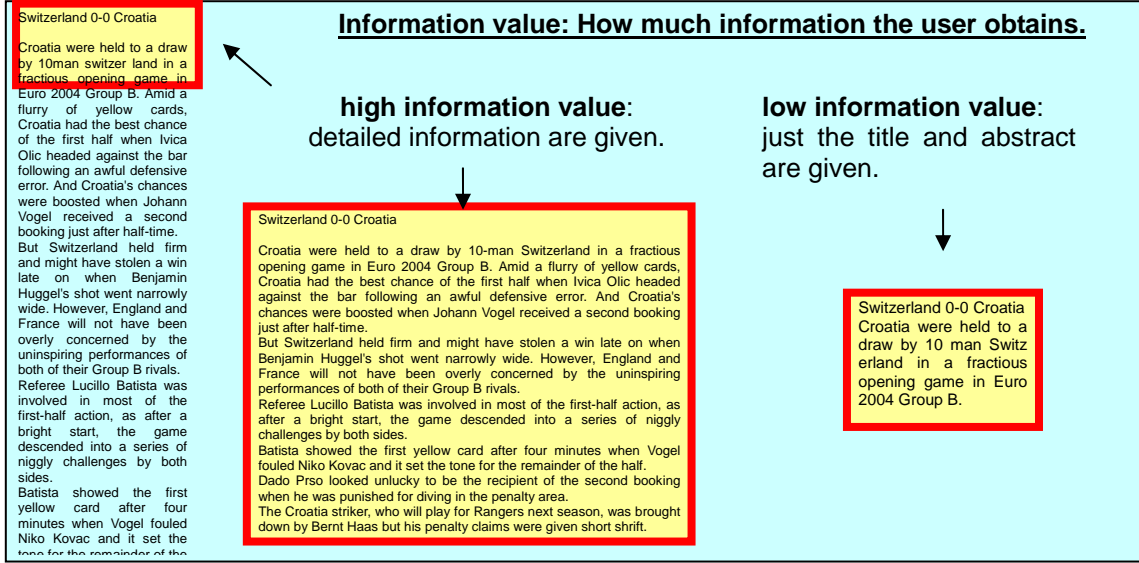 Switzerland 0-0 Croatia
Croatia were held to a draw
by 10man switzer land in a
fractious opening game in
Euro 2004 Group B. Amid a
flurry of yellow cards,
Croatia had the best chance
of the first half when Ivica
Olic headed against the bar
following an awful defensive
error. And Croatia's chances
were boosted when Johann
Vogel received a second
booking just after half-time.
But Switzerland held firm
and might have stolen a win
late on when Benjamin
Huggel's shot went narrowly
wide. However, England and
France will not have been
overly concerned by the
uninspiring performances of
both of their Group B rivals.
Referee Lucillo Batista was
involved in most of the
first-half action, as after a
bright start, the game
descended into a series of
niggly challenges by both
sides.
Batista showed the first
yellow card after four
minutes when Vogel fouled
Niko Kovac and it set the
tone for the remainder of the
Information value: How much information the user obtains.
high information value:
detailed information are given.
low information value:
just the title and abstract
are given.
Switzerland 0-0 Croatia
Croatia were held to a draw by 10-man Switzerland in a fractious
opening game in Euro 2004 Group B. Amid a flurry of yellow cards,
Croatia had the best chance of the first half when Ivica Olic headed
against the bar following an awful defensive error. And Croatia's
chances were boosted when Johann Vogel received a second booking
just after half-time.
But Switzerland held firm and might have stolen a win late on when
Benjamin Huggel's shot went narrowly wide. However, England and
France will not have been overly concerned by the uninspiring
performances of both of their Group B rivals.
Referee Lucillo Batista was involved in most of the first-half action, as
after a bright start, the game descended into a series of niggly
challenges by both sides.
Batista showed the first yellow card after four minutes when Vogel
fouled Niko Kovac and it set the tone for the remainder of the half.
Dado Prso looked unlucky to be the recipient of the second booking
when he was punished for diving in the penalty area.
The Croatia striker, who will play for Rangers next season, was brought
down by Bernt Haas but his penalty claims were given short shrift.
Switzerland 0-0 Croatia
Croatia were held to a
draw by 10 man Switz
erland in a fractious
opening game in Euro
2004 Group B.